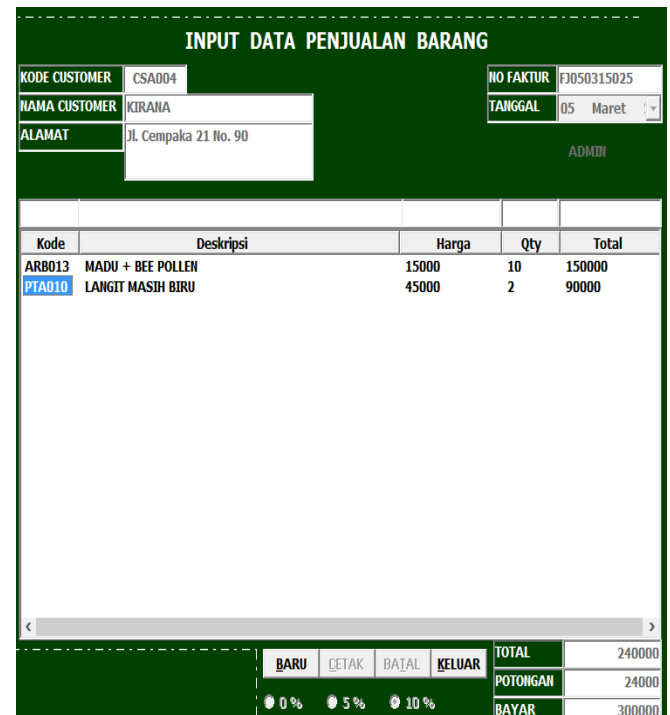 INPUT DATA PENJUALAN BARANG
KODE CUSTOMER CSA004 NO FAKTUR FJ050315025
NAMA CUSTOMER KIRANA TANGGAL 05 Maret
ALAMAT Jl. Cempaka 21 No. 90
ADMIN
Kode Deskripsi Harga Qty Total
ARB013 MADU + BEE POLLEN 15000 10 150000
PTA010 LANGIT MASIH BIRU 45000 2 90000
BARU CETAK BATAL KELUAR TOTAL 240000
POTONGAN 24000
0 % 5 % 10 % BAYAR 300000